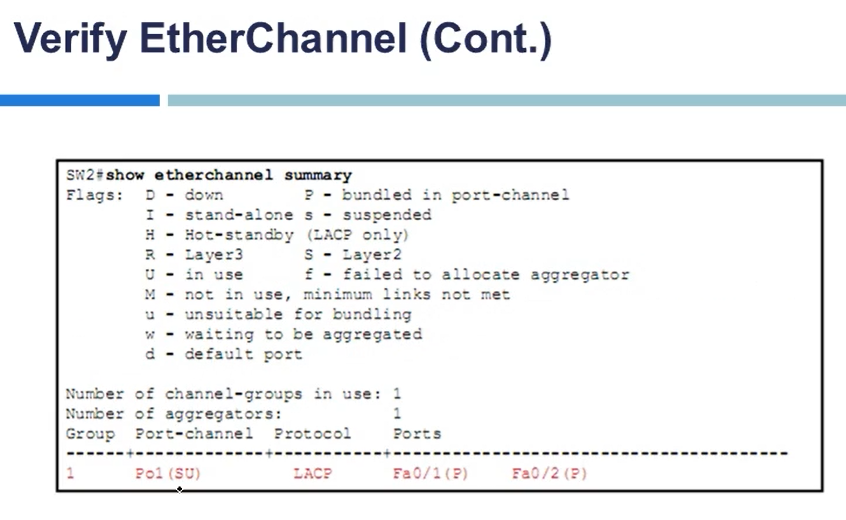 Verify EtherChannel (Cont.)
SW2#show etherchannel summary
Flags:  D - down        P - bundled in port-channel
        I - stand-alone s - suspended
        H - Hot-standby (LACP only)
        R - Layer3      S - Layer2
        U - in use      f - failed to allocate aggregator
        M - not in use, minimum links not met
        u - unsuitable for bundling
        w - waiting to be aggregated
        d - default port
Number of channel-groups in use: 1
Number of aggregators:           1
Group  Port-channel  Protocol    Ports
------+-------------+-----------+-----------------------------------------
1      Po1(SU)         LACP      Fa0/1(P)    Fa0/2(P)